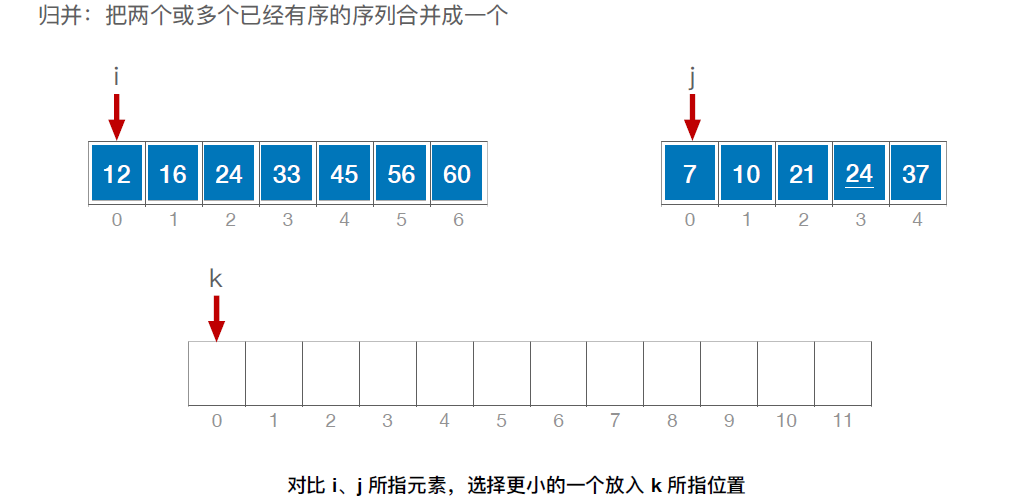 归并：把两个或多个已经有序的序列合并成一个
i j
12 16 24 33 45 56 60 7 10 21 24 37
0 1 2 3 4 5 6 0 1 2 3 4
k
0 1 2 3 4 5 6 7 8 9 10 11
对比 i、j 所指元素，选择更小的一个放入 k 所指位置